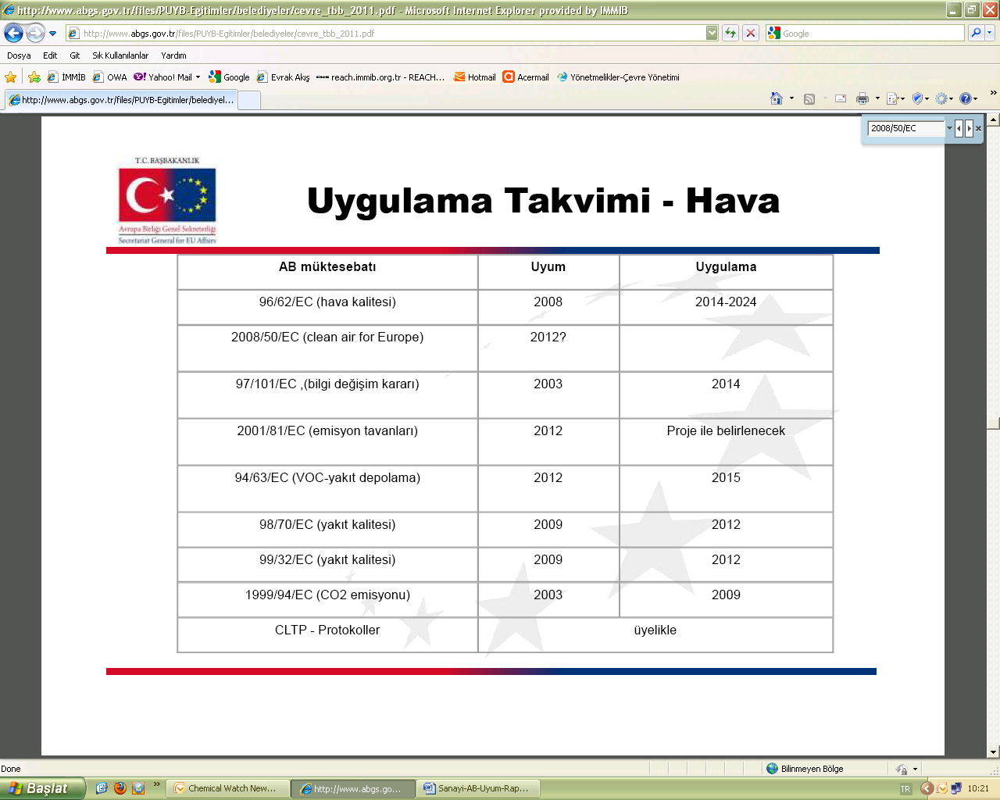 http://www.abgs.gov.tr/files/PUYB-Egitimler/belediyeler/cevre_tbb_2011.pdf - Microsoft Internet Explorer provided by IMMIB
http://www.abgs.gov.tr/files/PUYB-Egitimler/belediyeler/cevre_tbb_2011.pdf Google
Dosya Edit Git Sık Kullanılanlar Yardım
İMMİB OWA Yahoo! Mail Google Evrak Akış reach.immib.org.tr - REACH... Hotmail Acermail Yönetmelikler-Çevre Yönetimi
http://www.abgs.gov.tr/files/PUYB-Egitimler/belediyel...
2008/50/EC
T.C. BAŞBAKANLIK
Avrupa Birliği Genel Sekreterliği
Secretariat General for EU Affairs
Uygulama Takvimi - Hava
AB müktesebatı Uyum Uygulama
96/62/EC (hava kalitesi) 2008 2014-2024
2008/50/EC (clean air for Europe) 2012?
97/101/EC ,(bilgi değişim kararı) 2003 2014
2001/81/EC (emisyon tavanları) 2012 Proje ile belirlenecek
94/63/EC (VOC-yakıt depolama) 2012 2015
98/70/EC (yakıt kalitesi) 2009 2012
99/32/EC (yakıt kalitesi) 2009 2012
1999/94/EC (CO2 emisyonu) 2003 2009
CLTP - Protokoller üyelikle
Done Bilinmeyen Bölge
Başlat Chemical Watch New... http://www.abgs.go... Sanayi-AB-Uyum-Rap... TR 10:21